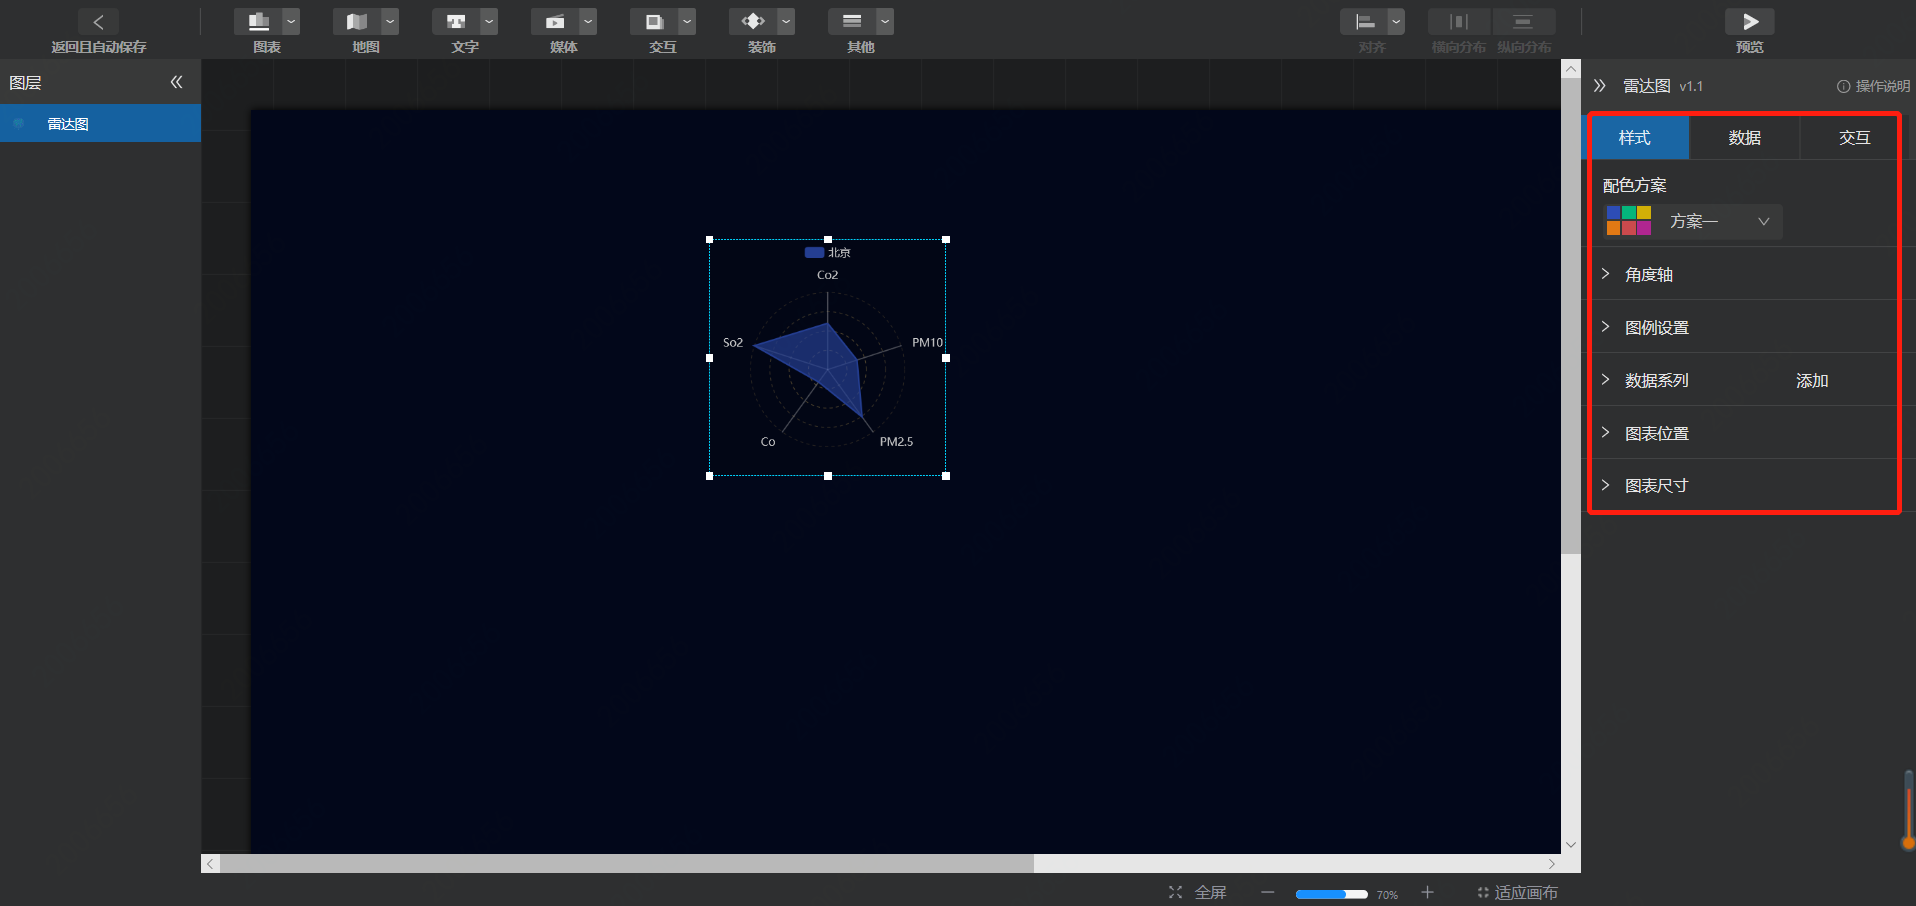 返回且自动保存
图表
地图
文字
媒体
交互
装饰
其他
对齐
横向分布
纵向分布
预览
图层
雷达图
雷达图 v1.1
操作说明
样式
数据
交互
配色方案
方案一
角度轴
图例设置
数据系列
添加
图表位置
图表尺寸
北京
Co2
So2
PM10
Co
PM2.5
全屏
70%
适应画布